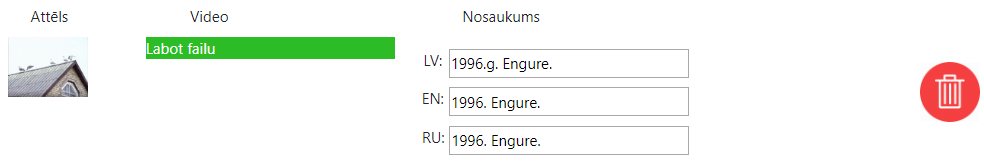 Attēls Video Nosaukums
Labot failu
LV: 1996.g. Engure.
EN: 1996. Engure.
RU: 1996. Engure.